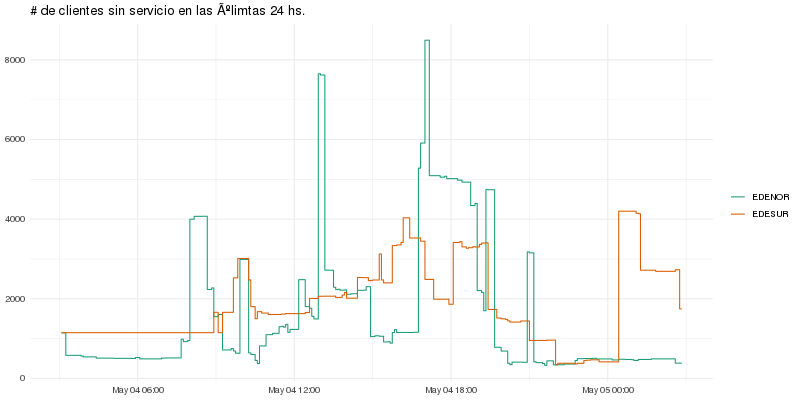 # de clientes sin servicio en las Ãºlimtas 24 hs.
8000
6000
4000
2000
0
May 04 06:00
May 04 12:00
May 04 18:00
May 05 00:00
EDENOR
EDESUR